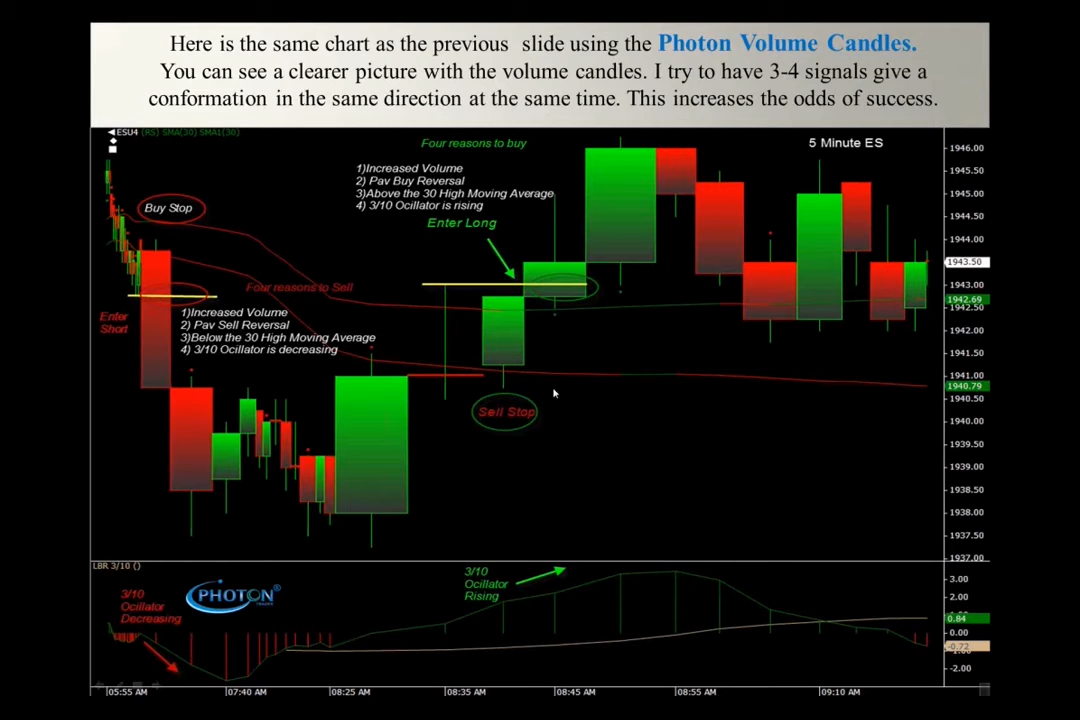 Here is the same chart as the previous slide using the Photon Volume Candles.
You can see a clearer picture with the volume candles. I try to have 3-4 signals give a
conformation in the same direction at the same time. This increases the odds of success.
ESU4 (RS) SMA(30) SMA1(30)
Four reasons to buy
5 Minute ES
1)Increased Volume
2) Pav Buy Reversal
3)Above the 30 High Moving Average
4) 3/10 Ocillator is rising
Enter Long
Buy Stop
Four reasons to Sell
Enter
Short
1)Increased Volume
2) Pav Sell Reversal
3)Below the 30 High Moving Average
4) 3/10 Ocillator is decreasing
Sell Stop
1946.00
1945.50
1945.00
1944.50
1944.00
1943.50
1943.00
1942.69
1942.50
1942.00
1941.50
1941.00
1940.79
1940.50
1940.00
1939.50
1939.00
1938.50
1938.00
1937.50
1937.00
LBR 3/10 ()
3/10
Ocillator
Decreasing
PHOTON
3/10
Ocillator
Rising
3.00
2.00
0.84
0.00
-0.72
-2.00
05:55 AM
07:40 AM
08:25 AM
08:35 AM
08:45 AM
08:55 AM
09:10 AM